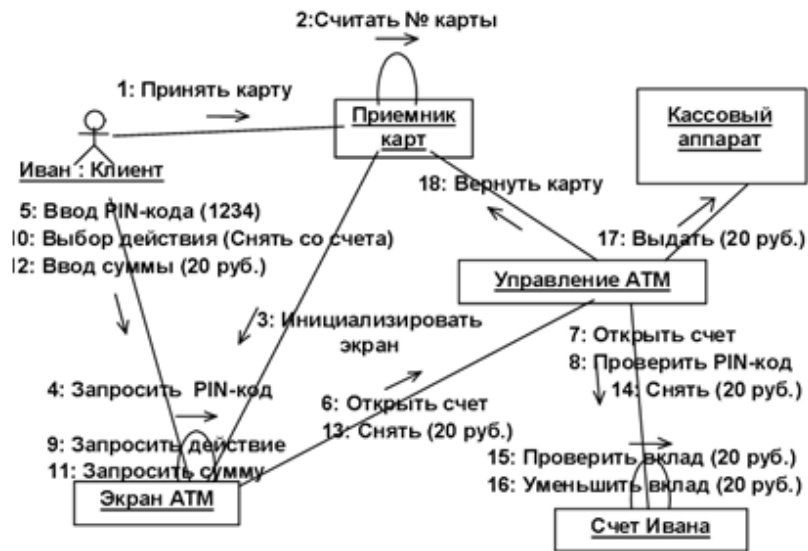 2:Считать № карты
1: Принять карту
Приемник
карт
Кассовый
аппарат
Иван : Клиент
18: Вернуть карту
5: Ввод PIN-кода (1234)
10: Выбор действия (Снять со счета)
12: Ввод суммы (20 руб.)
17: Выдать (20 руб.)
Управление АТМ
3: Инициализировать
экран
7: Открыть счет
8: Проверить PIN-код
14: Снять (20 руб.)
4: Запросить PIN-код
6: Открыть счет
13: Снять (20 руб.)
9: Запросить действие
11: Запросить сумму
15: Проверить вклад (20 руб.)
16: Уменьшить вклад (20 руб.)
Экран АТМ
Счет Ивана